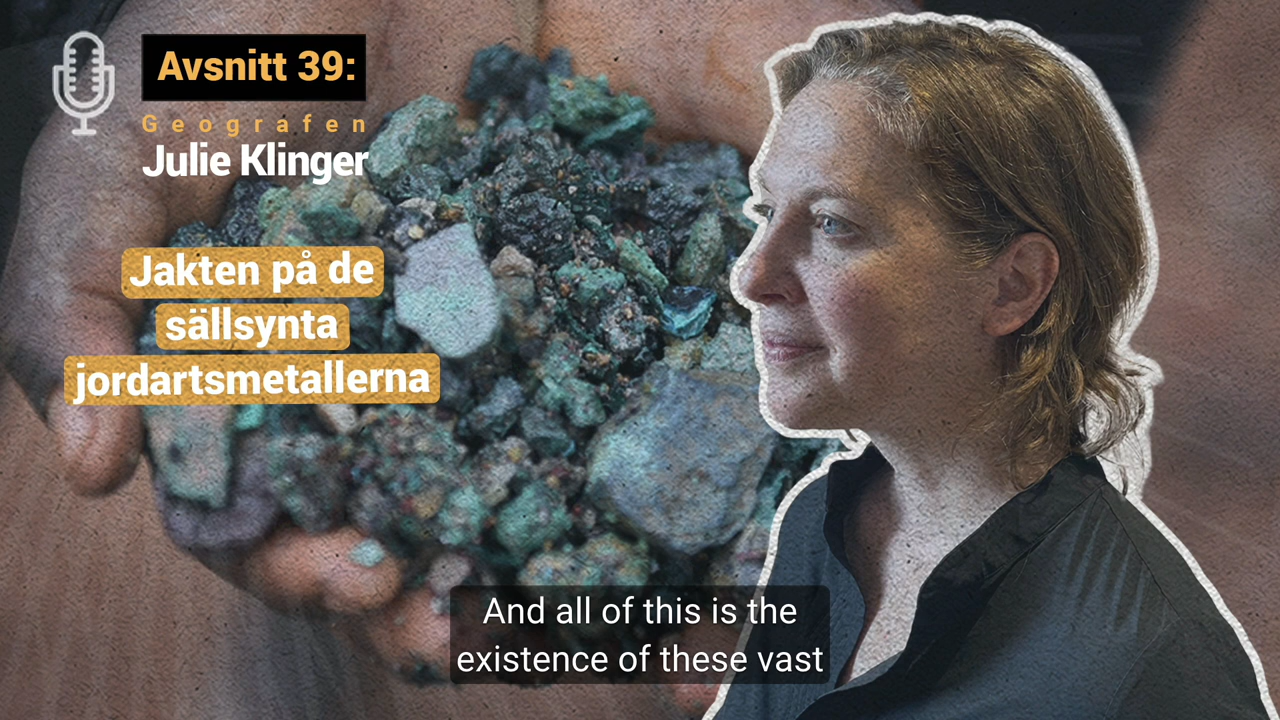 Avsnitt 39:
Geografen
Julie Klinger
Jakten på de
sällsynta
jordartsmetallerna
And all of this is the
existence of these vast